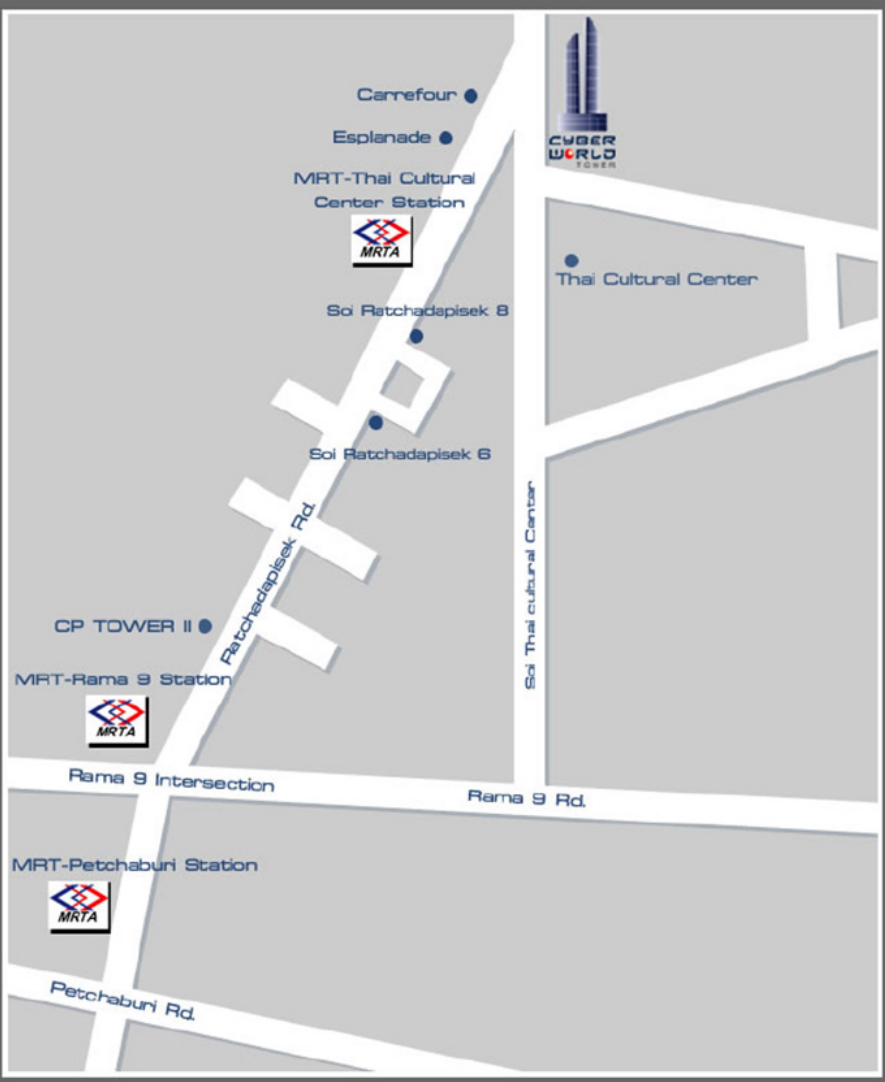 Carrefour
Esplanade
CYBER
WORLD
TOWER
MRT-Thai Cultural
Center Station
MRTA
Thai Cultural Center
Soi Ratchadapisek 8
Soi Ratchadapisek 6
Soi Thai cultural Center
Ratchadapisek Rd.
CP TOWER II
MRT-Rama 9 Station
MRTA
Rama 9 Intersection
Rama 9 Rd.
MRT-Petchaburi Station
MRTA
Petchaburi Rd.